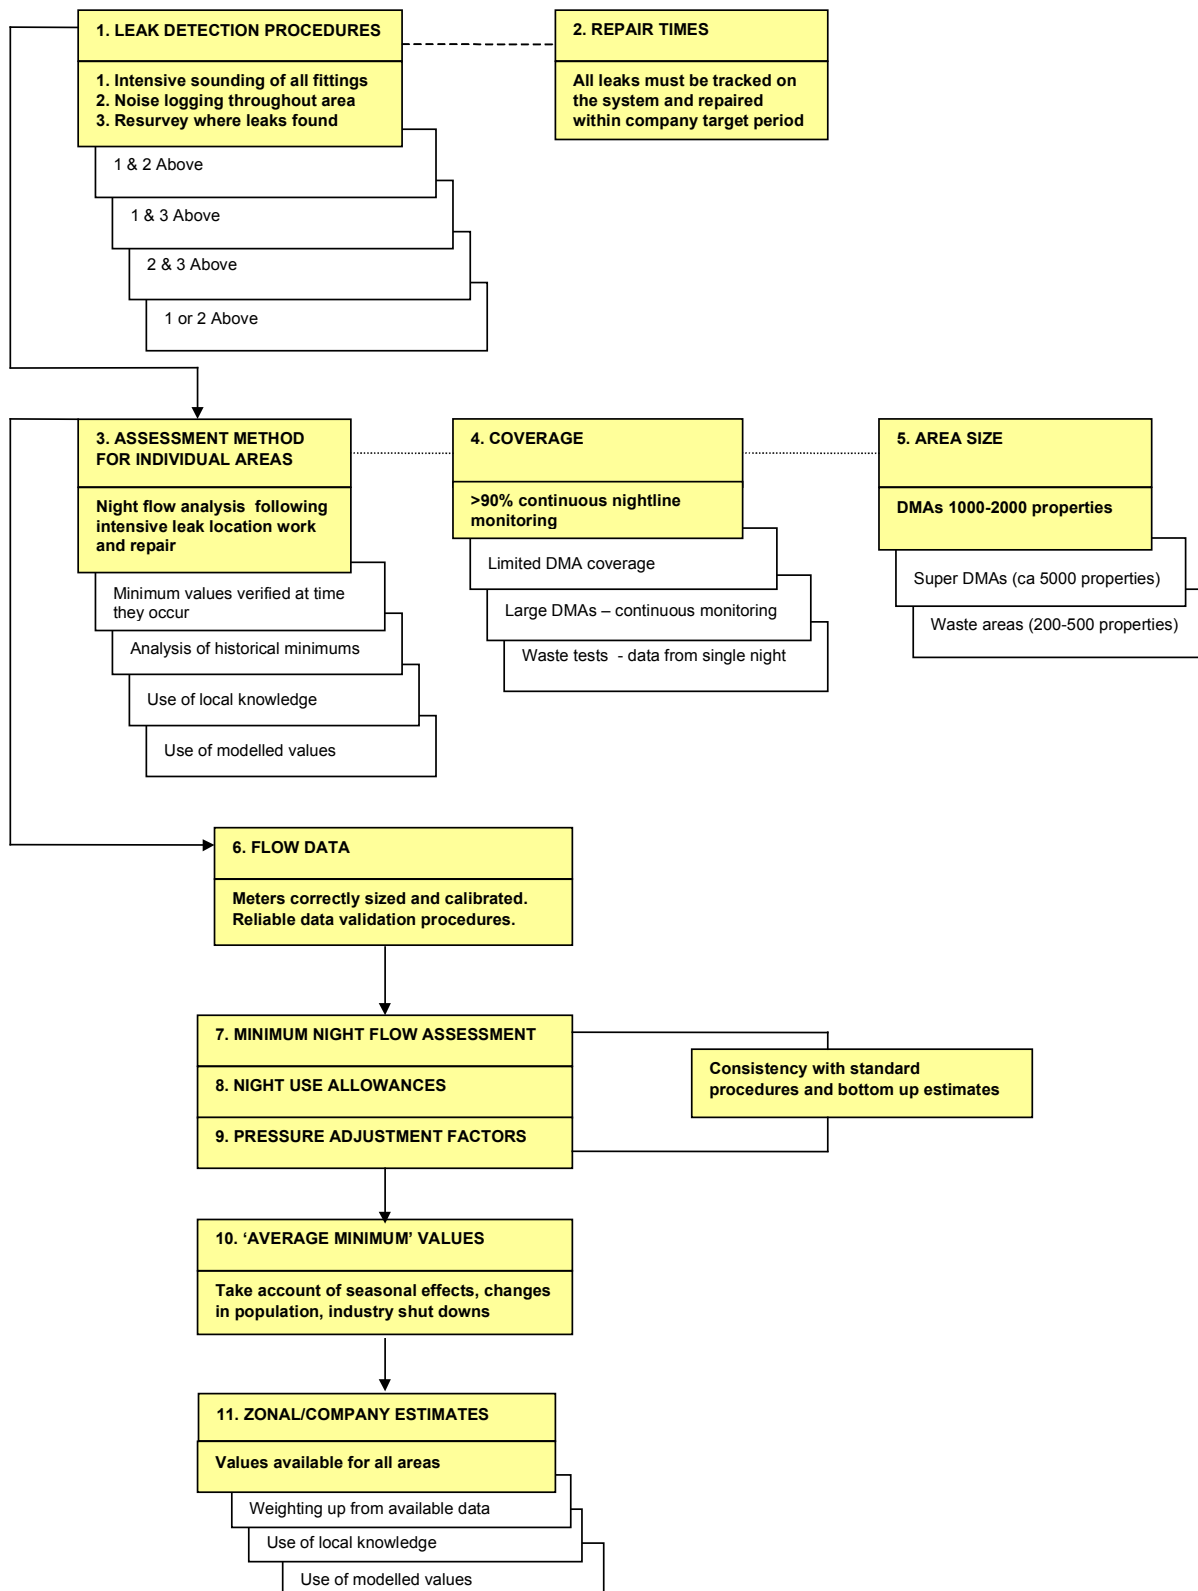 1. LEAK DETECTION PROCEDURES
1. Intensive sounding of all fittings
2. Noise logging throughout area
3. Resurvey where leaks found
1 & 2 Above
1 & 3 Above
2 & 3 Above
1 or 2 Above
2. REPAIR TIMES
All leaks must be tracked on
the system and repaired
within company target period
3. ASSESSMENT METHOD
FOR INDIVIDUAL AREAS
Night flow analysis following
intensive leak location work
and repair
Minimum values verified at time
they occur
Analysis of historical minimums
Use of local knowledge
Use of modelled values
4. COVERAGE
>90% continuous nightline
monitoring
Limited DMA coverage
Large DMAs – continuous monitoring
Waste tests - data from single night
5. AREA SIZE
DMAs 1000-2000 properties
Super DMAs (ca 5000 properties)
Waste areas (200-500 properties)
6. FLOW DATA
Meters correctly sized and calibrated.
Reliable data validation procedures.
7. MINIMUM NIGHT FLOW ASSESSMENT
8. NIGHT USE ALLOWANCES
9. PRESSURE ADJUSTMENT FACTORS
Consistency with standard
procedures and bottom up estimates
10. ‘AVERAGE MINIMUM’ VALUES
Take account of seasonal effects, changes
in population, industry shut downs
11. ZONAL/COMPANY ESTIMATES
Values available for all areas
Weighting up from available data
Use of local knowledge
Use of modelled values